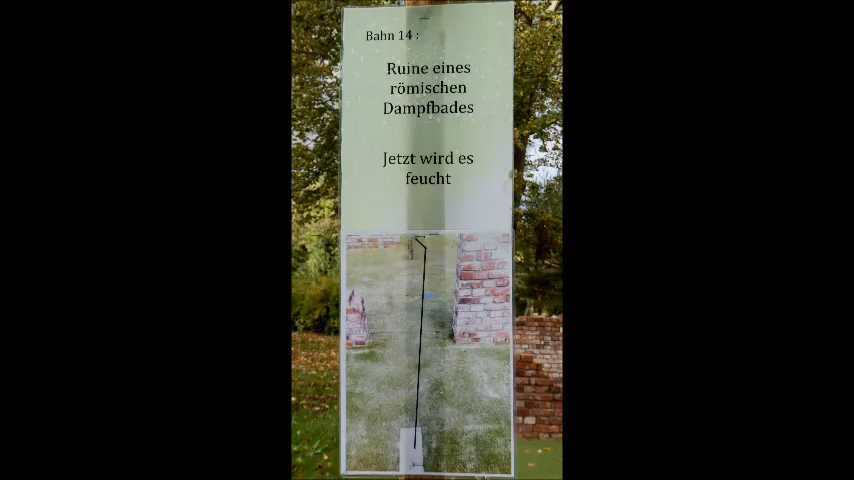 Bahn 14 :
Ruine eines
römischen
Dampfbades
Jetzt wird es
feucht